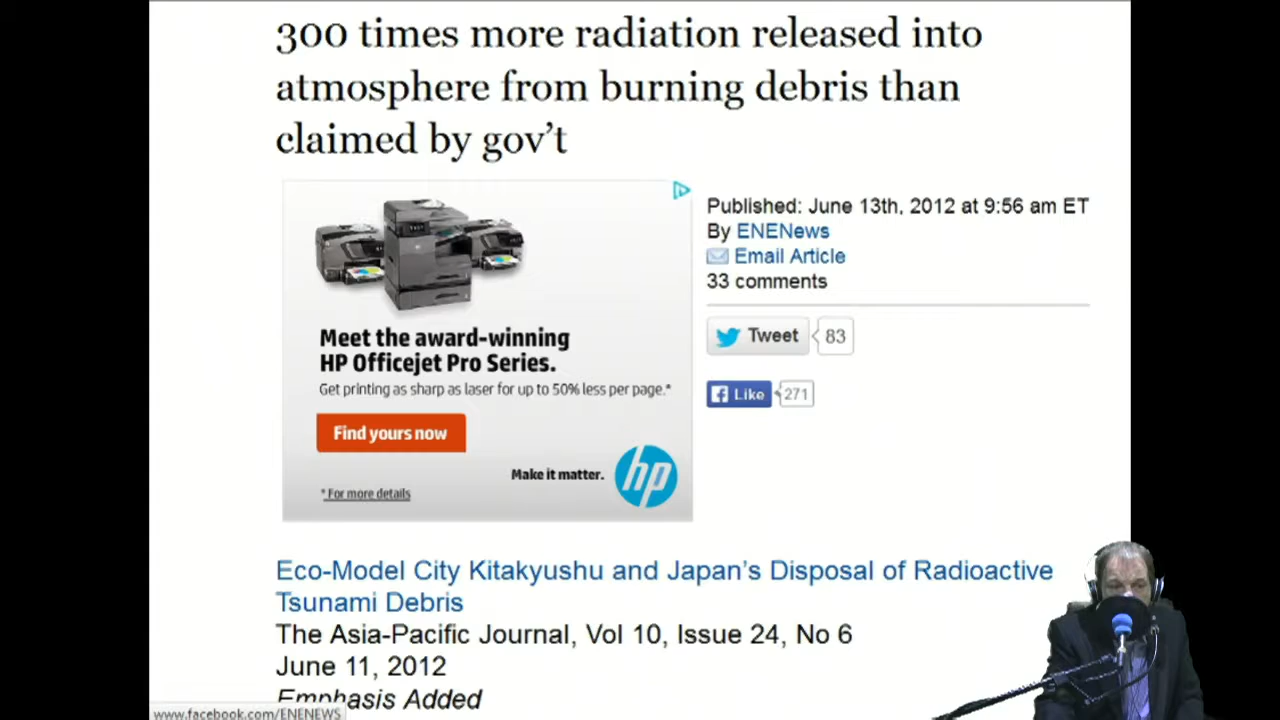 300 times more radiation released into
atmosphere from burning debris than
claimed by gov't
Meet the award-winning
HP Officejet Pro Series.
Get printing as sharp as laser for up to 50% less per page.*
Find yours now
Make it matter.
hp
* For more details
Published: June 13th, 2012 at 9:56 am ET
By ENENews
Email Article
33 comments
Tweet 83
Like 271
Eco-Model City Kitakyushu and Japan's Disposal of Radioactive
Tsunami Debris
The Asia-Pacific Journal, Vol 10, Issue 24, No 6
June 11, 2012
Emphasis Added
www.facebook.com/ENENEWS